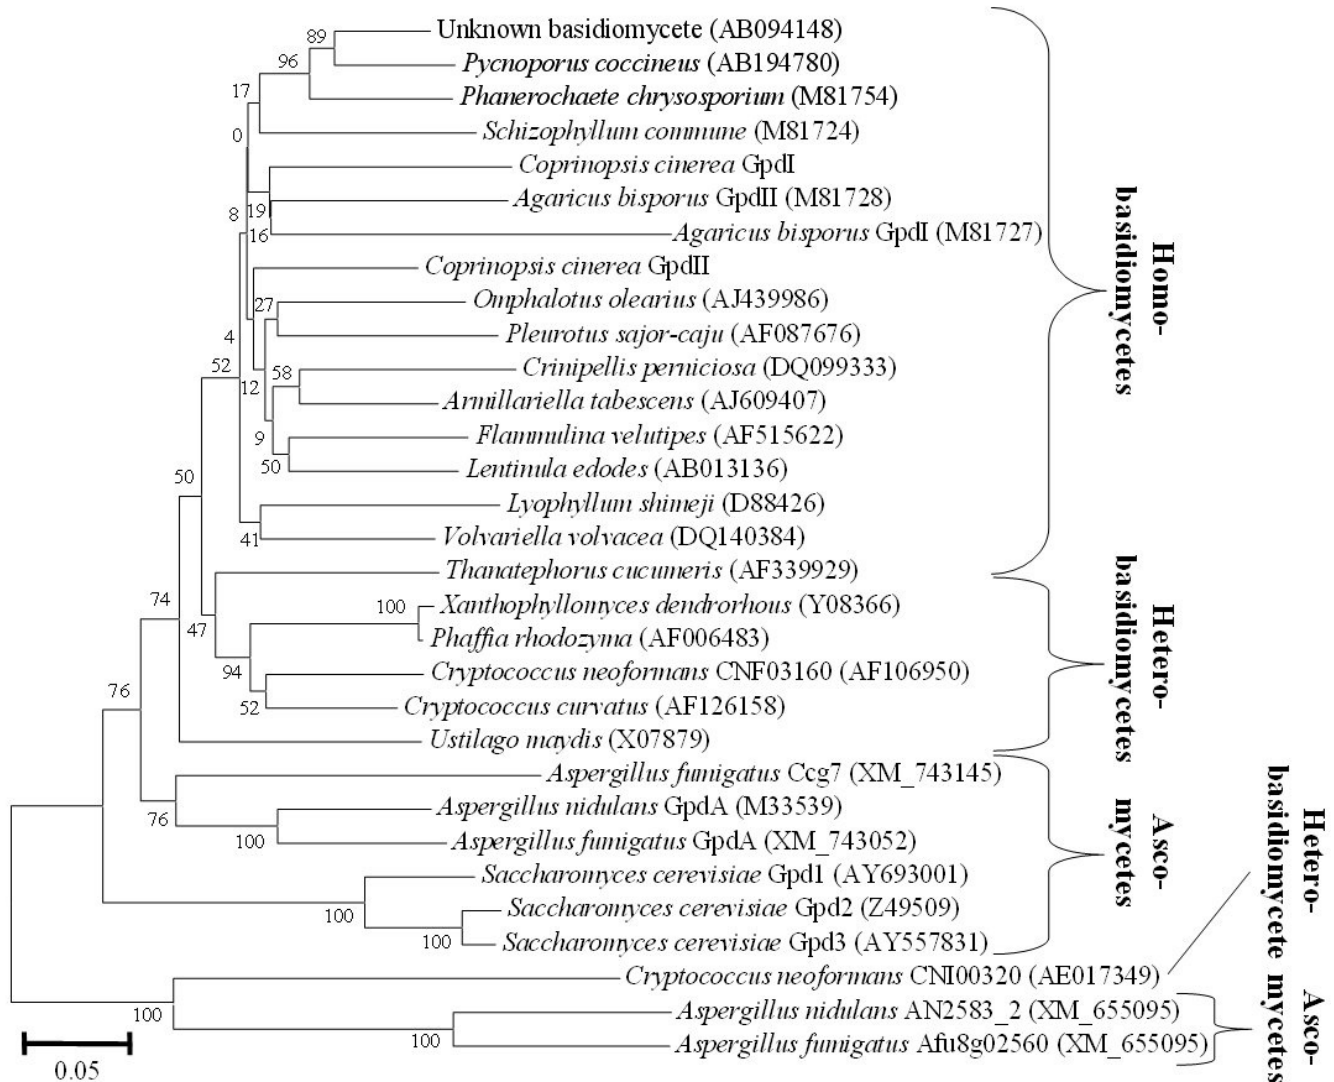 Unknown basidiomycete (AB094148)
89
Pycnoporus coccineus (AB194780)
96
Phanerochaete chrysosporium (M81754)
17
Schizophyllum commune (M81724)
0
Coprinopsis cinerea GpdI
Agaricus bisporus GpdII (M81728)
8
19
Agaricus bisporus GpdI (M81727)
16
Coprinopsis cinerea GpdII
Omphalotus olearius (AJ439986)
27
Pleurotus sajor-caju (AF087676)
4
Crinipellis perniciosa (DQ099333)
52
58
12
Armillariella tabescens (AJ609407)
Flammulina velutipes (AF515622)
9
Lentinula edodes (AB013136)
50
50
Lyophyllum shimeji (D88426)
Volvariella volvacea (DQ140384)
41
Thanatephorus cucumeris (AF339929)
Xanthophyllomyces dendrorhous (Y08366)
74
100
47
Phaffia rhodozyma (AF006483)
Cryptococcus neoformans CNF03160 (AF106950)
94
Cryptococcus curvatus (AF126158)
52
76
Ustilago maydis (X07879)
Aspergillus fumigatus Ccg7 (XM_743145)
Aspergillus nidulans GpdA (M33539)
76
Aspergillus fumigatus GpdA (XM_743052)
100
Saccharomyces cerevisiae Gpd1 (AY693001)
Saccharomyces cerevisiae Gpd2 (Z49509)
100
Saccharomyces cerevisiae Gpd3 (AY557831)
100
Cryptococcus neoformans CNI00320 (AE017349)
Aspergillus nidulans AN2583_2 (XM_655095)
100
Aspergillus fumigatus Afu8g02560 (XM_655095)
100
0.05
Homo-
basidiomycetes
Hetero-
basidiomycetes
Asco-
mycetes
Hetero-
basidiomycete
Asco-
mycetes